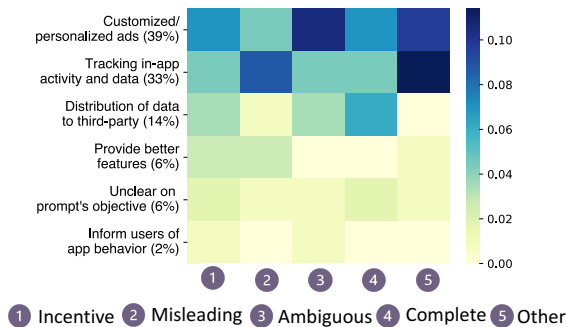 Customized/
personalized ads (39%)
Tracking in-app
activity and data (33%)
Distribution of data
to third-party (14%)
Provide better
features (6%)
Unclear on
prompt's objective (6%)
Inform users of
app behavior (2%)
0.10
0.08
0.06
0.04
0.02
0.00
1 2 3 4 5
1 Incentive 2 Misleading 3 Ambiguous 4 Complete 5 Other